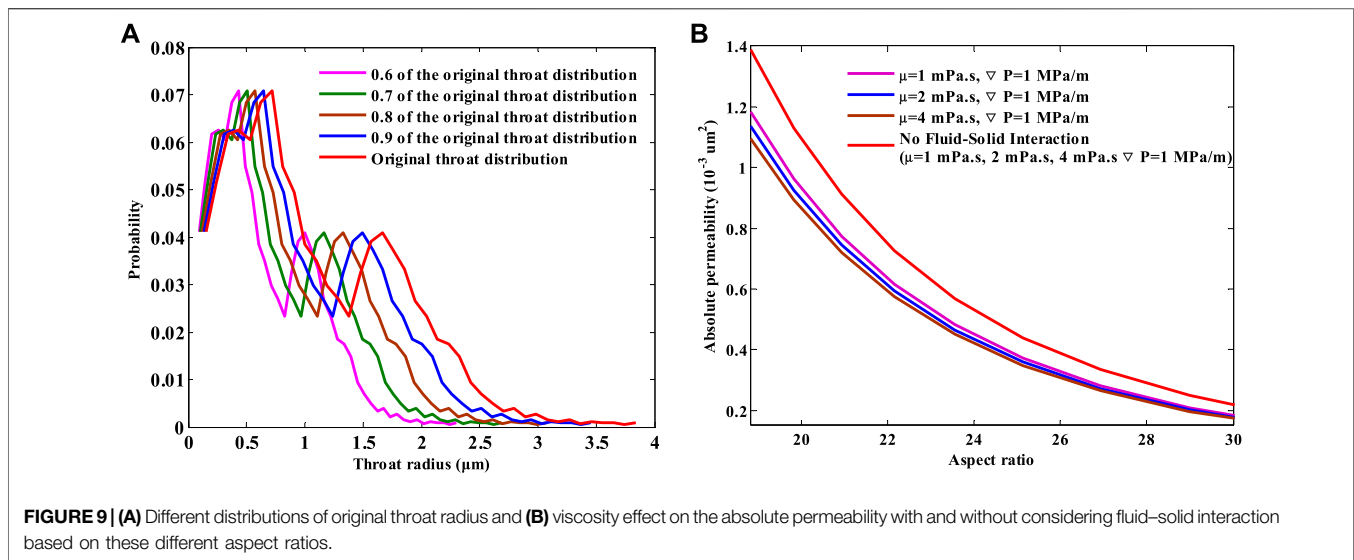 A
0.08
0.07
0.06
0.05
0.04
0.03
0.02
0.01
0
Probability
0.6 of the original throat distribution
0.7 of the original throat distribution
0.8 of the original throat distribution
0.9 of the original throat distribution
Original throat distribution
0 0.5 1 1.5 2 2.5 3 3.5 4
Throat radius (µm)
B
1.4
1.2
1
0.8
0.6
0.4
0.2
Absolute permeability (10⁻³ um²)
µ=1 mPa.s, ▽ P=1 MPa/m
µ=2 mPa.s, ▽ P=1 MPa/m
µ=4 mPa.s, ▽ P=1 MPa/m
No Fluid-Solid Interaction
(µ=1 mPa.s, 2 mPa.s, 4 mPa.s ▽ P=1 MPa/m)
20 22 24 26 28 30
Aspect ratio
FIGURE 9 | (A) Different distributions of original throat radius and (B) viscosity effect on the absolute permeability with and without considering fluid–solid interaction
based on these different aspect ratios.